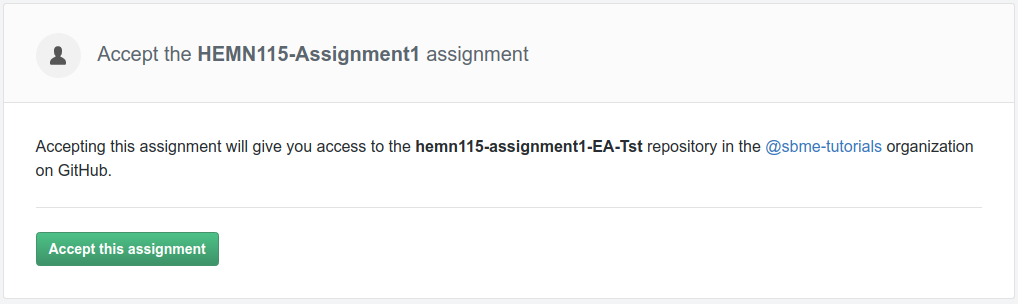 Accept the HEMN115-Assignment1 assignment
Accepting this assignment will give you access to the hemn115-assignment1-EA-Tst repository in the @sbme-tutorials organization
on GitHub.
Accept this assignment